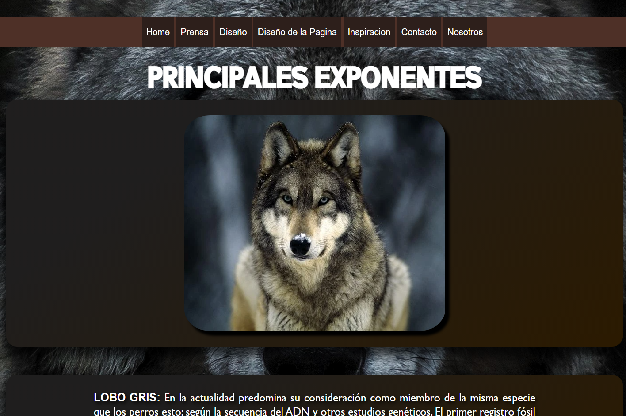 Home Prensa Diseño Diseño de la Pagina Inspiracion Contacto Nosotros
PRINCIPALES EXPONENTES
LOBO GRIS: En la actualidad predomina su consideración como miembro de la misma especie
que los perros esto; según la secuencia del ADN y otros estudios genéticos. El primer registro fósil